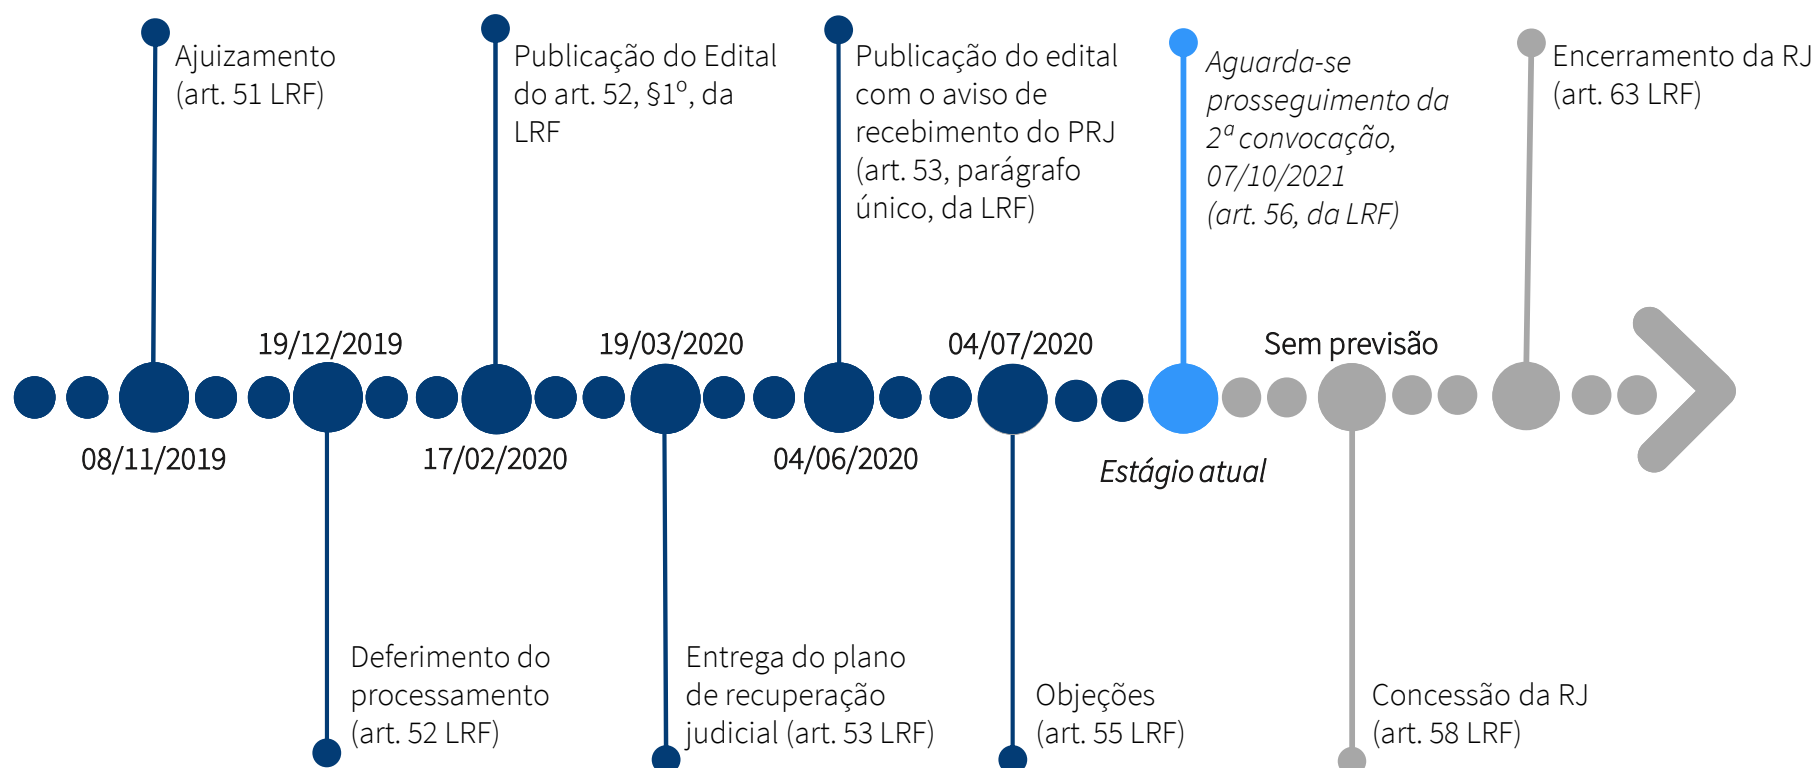 Ajuizamento
(art. 51 LRF)
Publicação do Edital
do art. 52, §1º, da
LRF
Publicação do edital
com o aviso de
recebimento do PRJ
(art. 53, parágrafo
único, da LRF)
Aguarda-se
prosseguimento da
2ª convocação,
07/10/2021
(art. 56, da LRF)
Encerramento da RJ
(art. 63 LRF)
19/12/2019
19/03/2020
04/07/2020
Sem previsão
08/11/2019
17/02/2020
04/06/2020
Estágio atual
Deferimento do
processamento
(art. 52 LRF)
Entrega do plano
de recuperação
judicial (art. 53 LRF)
Objeções
(art. 55 LRF)
Concessão da RJ
(art. 58 LRF)